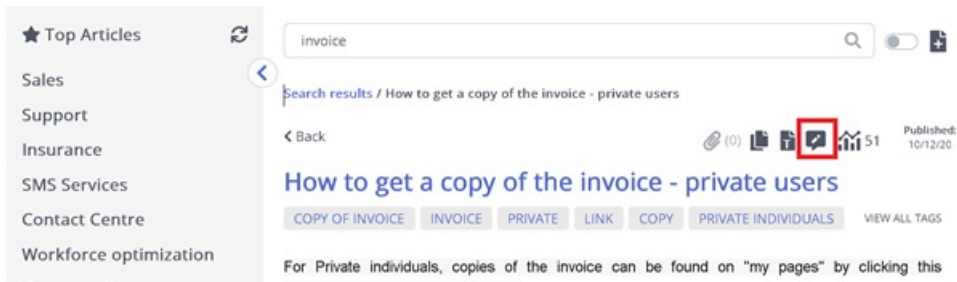 Top Articles
Sales
Support
Insurance
SMS Services
Contact Centre
Workforce optimization
invoice
Search results / How to get a copy of the invoice - private users
Back
(0)
51
Published:
10/12/20
How to get a copy of the invoice - private users
COPY OF INVOICE INVOICE PRIVATE LINK COPY PRIVATE INDIVIDUALS VIEW ALL TAGS
For Private individuals, copies of the invoice can be found on "my pages" by clicking this